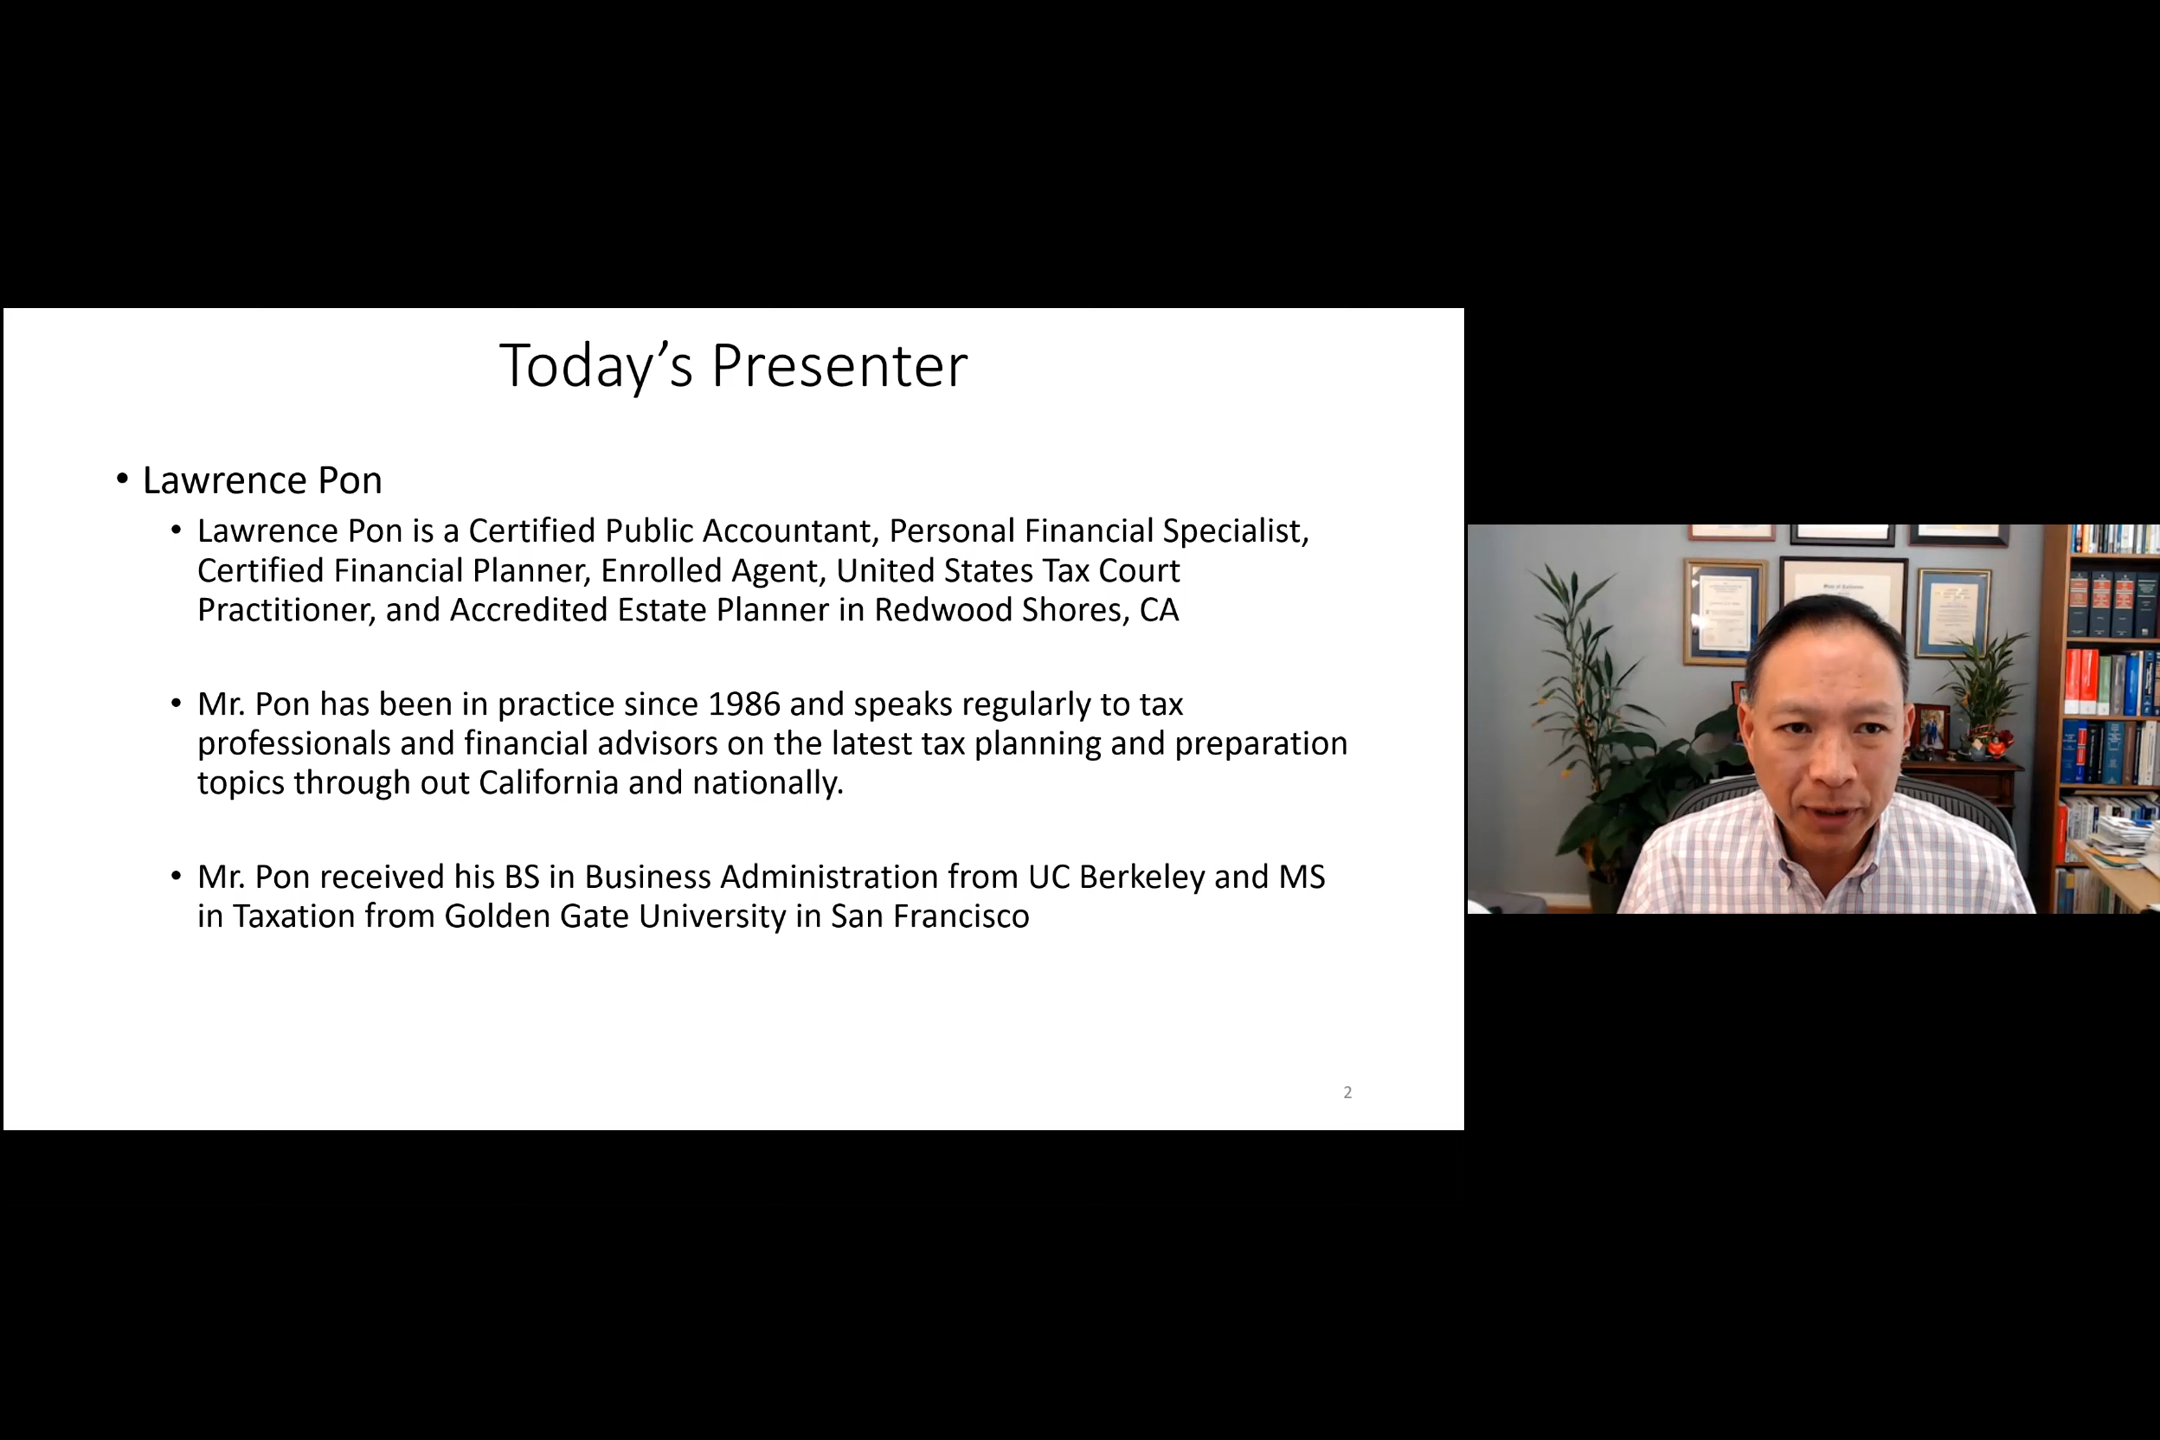 Today’s Presenter
• Lawrence Pon
• Lawrence Pon is a Certified Public Accountant, Personal Financial Specialist,
Certified Financial Planner, Enrolled Agent, United States Tax Court
Practitioner, and Accredited Estate Planner in Redwood Shores, CA
• Mr. Pon has been in practice since 1986 and speaks regularly to tax
professionals and financial advisors on the latest tax planning and preparation
topics through out California and nationally.
• Mr. Pon received his BS in Business Administration from UC Berkeley and MS
in Taxation from Golden Gate University in San Francisco
2